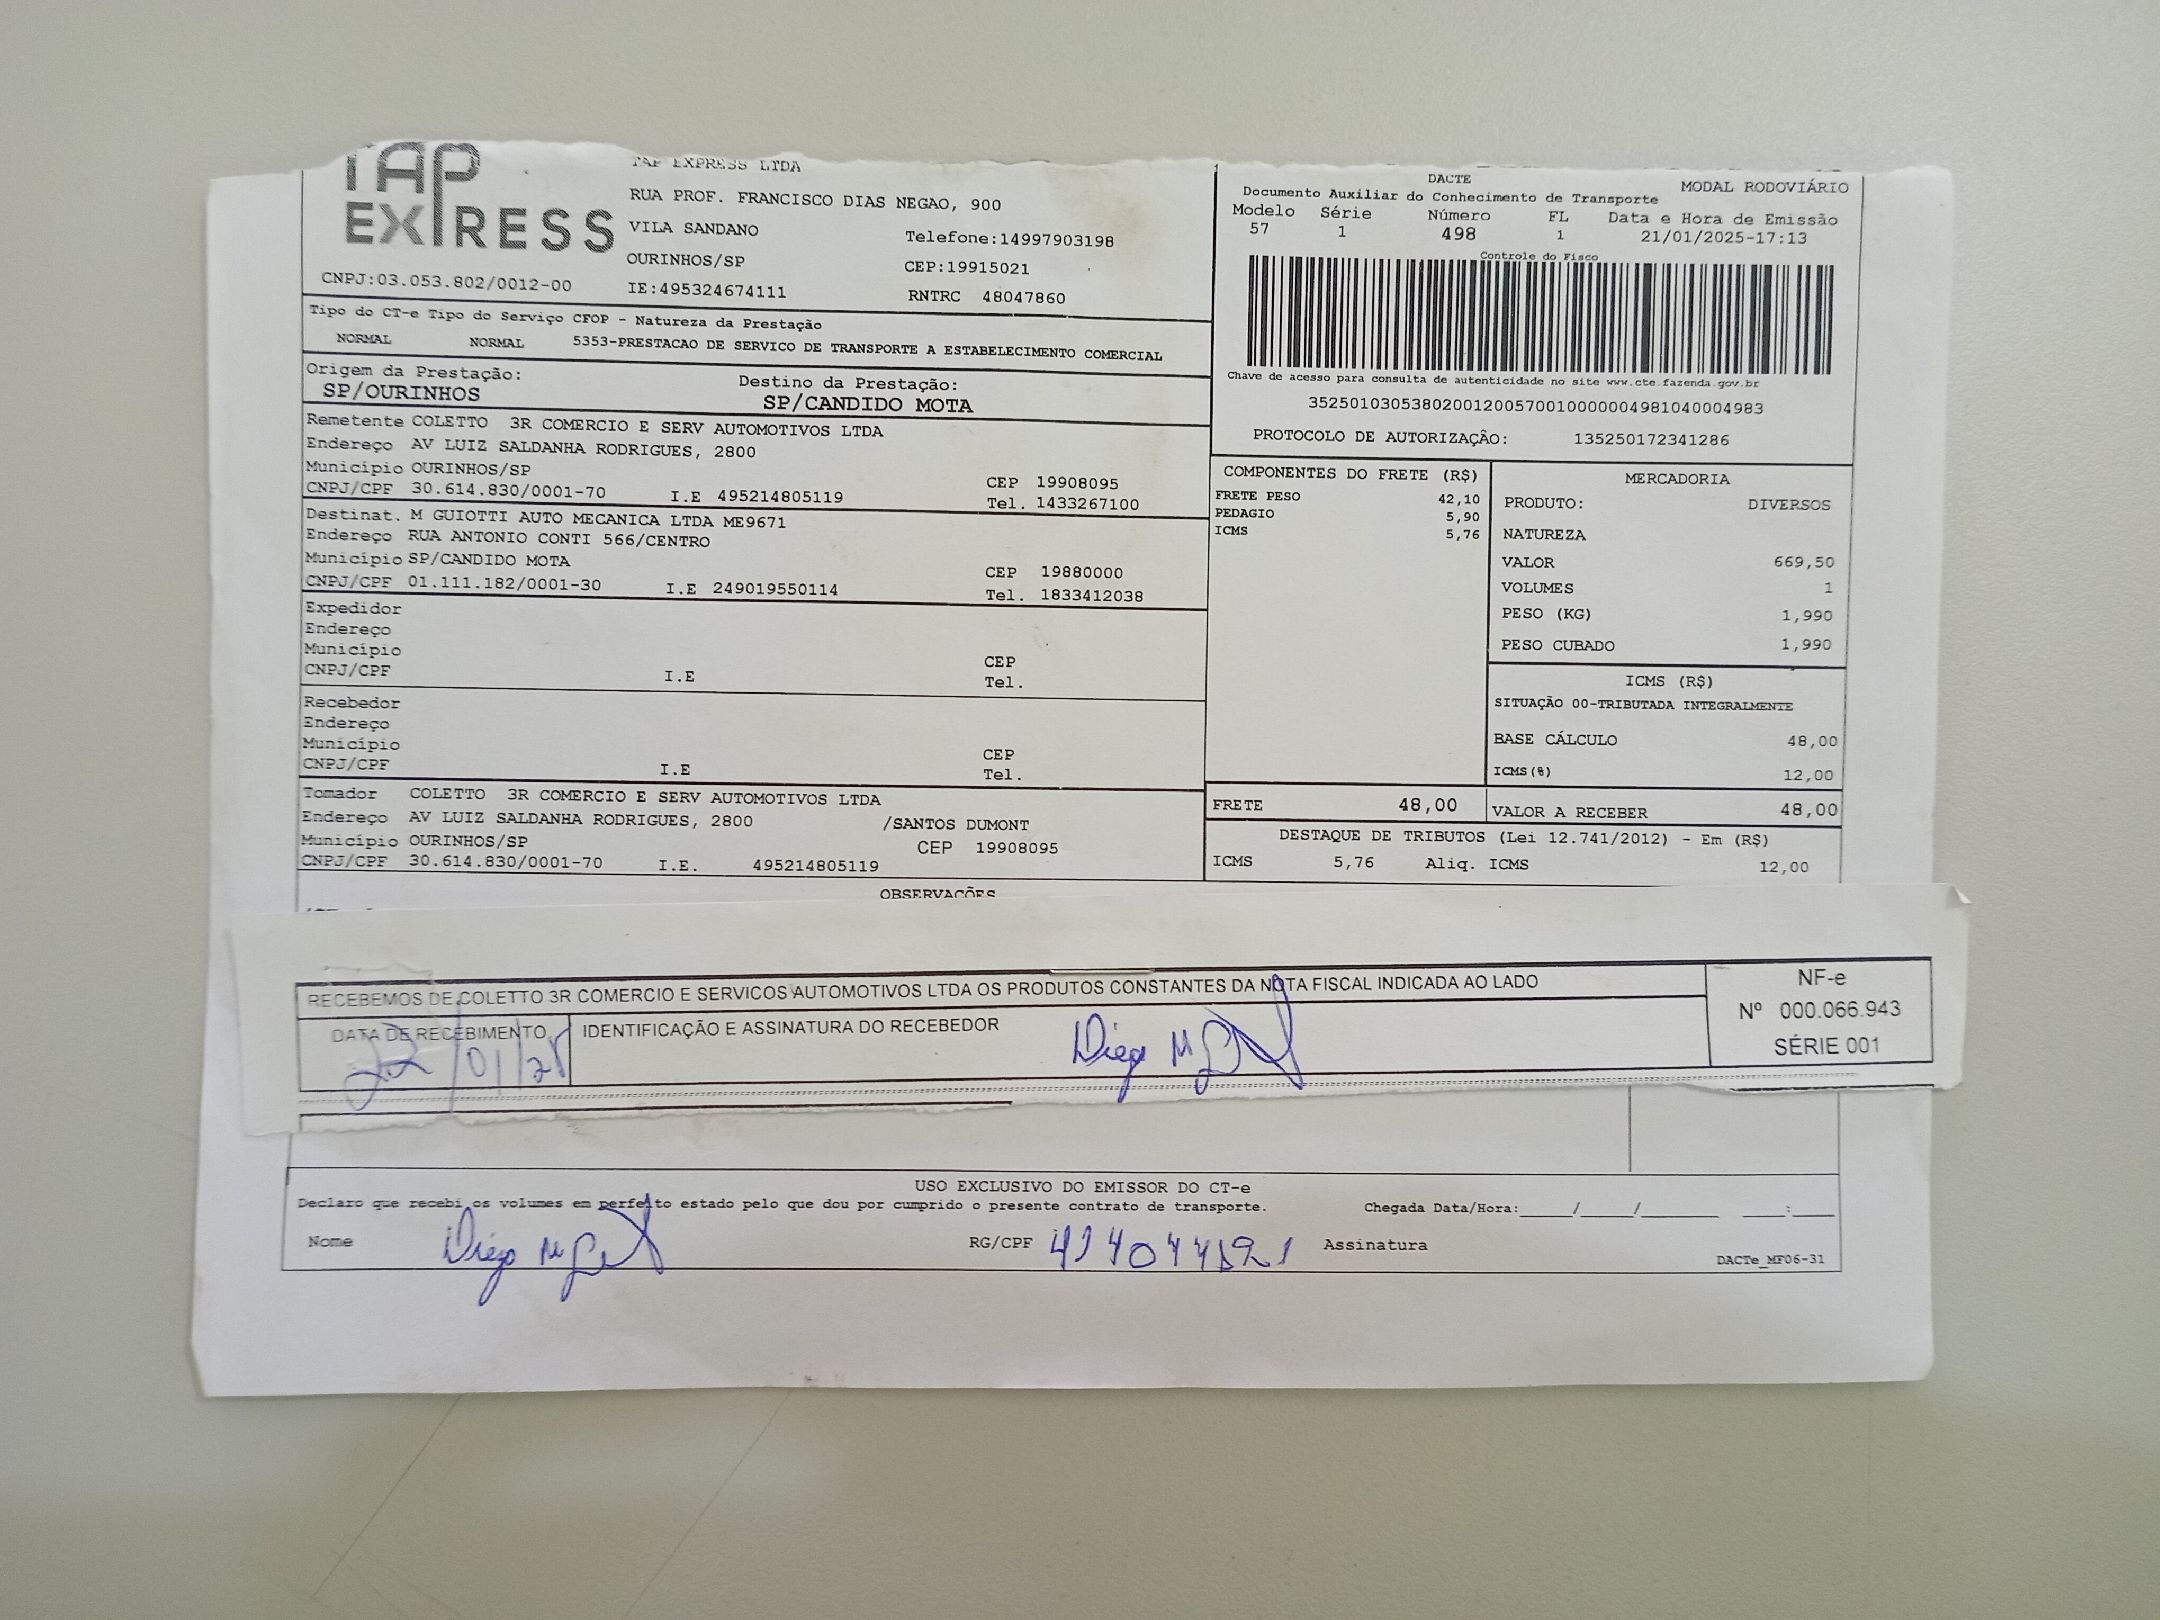 TAP
EXPRESS
TAP EXPRESS LTDA
RUA PROF. FRANCISCO DIAS NEGAO, 900
VILA SANDANO
Telefone:14997903198
OURINHOS/SP
CEP:19915021
CNPJ:03.053.802/0012-00
IE:495324674111
RNTRC 48047860
DACTE
MODAL RODOVIÁRIO
Documento Auxiliar do Conhecimento de Transporte
Modelo Série Número FL Data e Hora de Emissão
57 1 498 1 21/01/2025-17:13
Controle do Fisco
Chave de acesso para consulta de autenticidade no site www.cte.fazenda.gov.br
35250103053802001200570010000004981040004983
PROTOCOLO DE AUTORIZAÇÃO: 135250172341286
Tipo do CT-e Tipo do Serviço CFOP - Natureza da Prestação
NORMAL NORMAL 5353-PRESTACAO DE SERVICO DE TRANSPORTE A ESTABELECIMENTO COMERCIAL
Origem da Prestação: Destino da Prestação:
SP/OURINHOS SP/CANDIDO MOTA
Remetente COLETTO 3R COMERCIO E SERV AUTOMOTIVOS LTDA
Endereço AV LUIZ SALDANHA RODRIGUES, 2800
Município OURINHOS/SP CEP 19908095
CNPJ/CPF 30.614.830/0001-70 I.E 495214805119 Tel. 1433267100
Destinat. M GUIOTTI AUTO MECANICA LTDA ME9671
Endereço RUA ANTONIO CONTI 566/CENTRO
Município SP/CANDIDO MOTA CEP 19880000
CNPJ/CPF 01.111.182/0001-30 I.E 249019550114 Tel. 1833412038
Expedidor
Endereço
Município CEP
CNPJ/CPF I.E Tel.
Recebedor
Endereço
Município CEP
CNPJ/CPF I.E Tel.
Tomador COLETTO 3R COMERCIO E SERV AUTOMOTIVOS LTDA
Endereço AV LUIZ SALDANHA RODRIGUES, 2800 /SANTOS DUMONT
Município OURINHOS/SP CEP 19908095
CNPJ/CPF 30.614.830/0001-70 I.E. 495214805119
COMPONENTES DO FRETE (R$)
FRETE PESO 42,10
PEDAGIO 5,90
ICMS 5,76
MERCADORIA
PRODUTO: DIVERSOS
NATUREZA
VALOR 669,50
VOLUMES 1
PESO (KG) 1,990
PESO CUBADO 1,990
ICMS (R$)
SITUAÇÃO 00-TRIBUTADA INTEGRALMENTE
BASE CÁLCULO 48,00
ICMS(%) 12,00
FRETE 48,00 VALOR A RECEBER 48,00
DESTAQUE DE TRIBUTOS (Lei 12.741/2012) - Em (R$)
ICMS 5,76 Aliq. ICMS 12,00
OBSERVAÇÕES
RECEBEMOS DE COLETTO 3R COMERCIO E SERVICOS AUTOMOTIVOS LTDA OS PRODUTOS CONSTANTES DA NOTA FISCAL INDICADA AO LADO
DATA DE RECEBIMENTO IDENTIFICAÇÃO E ASSINATURA DO RECEBEDOR
22/01/25 Diego M
NF-e
Nº 000.066.943
SÉRIE 001
USO EXCLUSIVO DO EMISSOR DO CT-e
Declaro que recebi os volumes em perfeito estado pelo que dou por cumprido o presente contrato de transporte. Chegada Data/Hora:____/____/______ ____:____
Nome Diego M RG/CPF Assinatura
DACTe_MF06-31